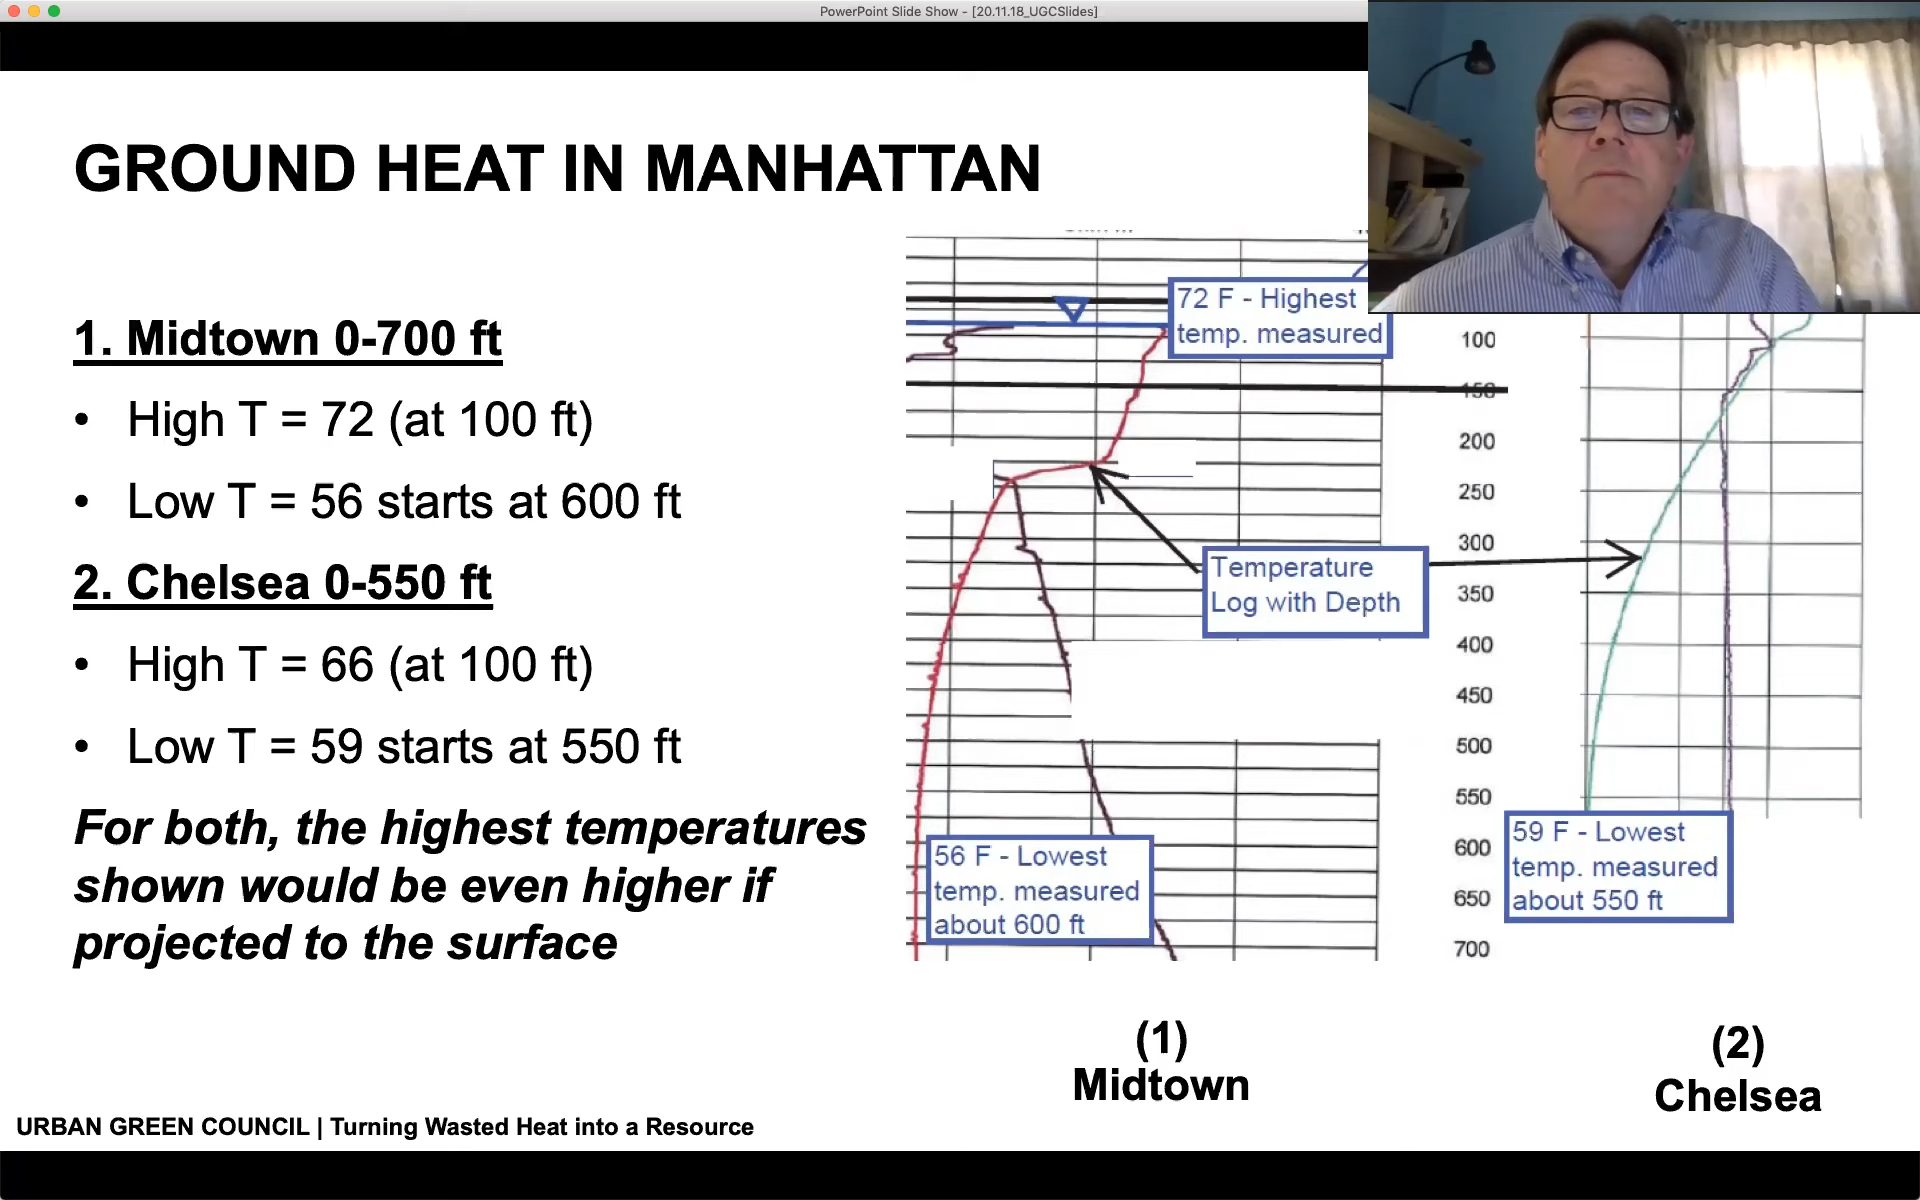 PowerPoint Slide Show - [20.11.18_UGCSlides]
GROUND HEAT IN MANHATTAN
1. Midtown 0-700 ft
• High T = 72 (at 100 ft)
• Low T = 56 starts at 600 ft
2. Chelsea 0-550 ft
• High T = 66 (at 100 ft)
• Low T = 59 starts at 550 ft
For both, the highest temperatures
shown would be even higher if
projected to the surface
72 F - Highest
temp. measured
Temperature
Log with Depth
56 F - Lowest
temp. measured
about 600 ft
100
150
200
250
300
350
400
450
500
550
600
650
700
59 F - Lowest
temp. measured
about 550 ft
(1)
Midtown
(2)
Chelsea
URBAN GREEN COUNCIL | Turning Wasted Heat into a Resource